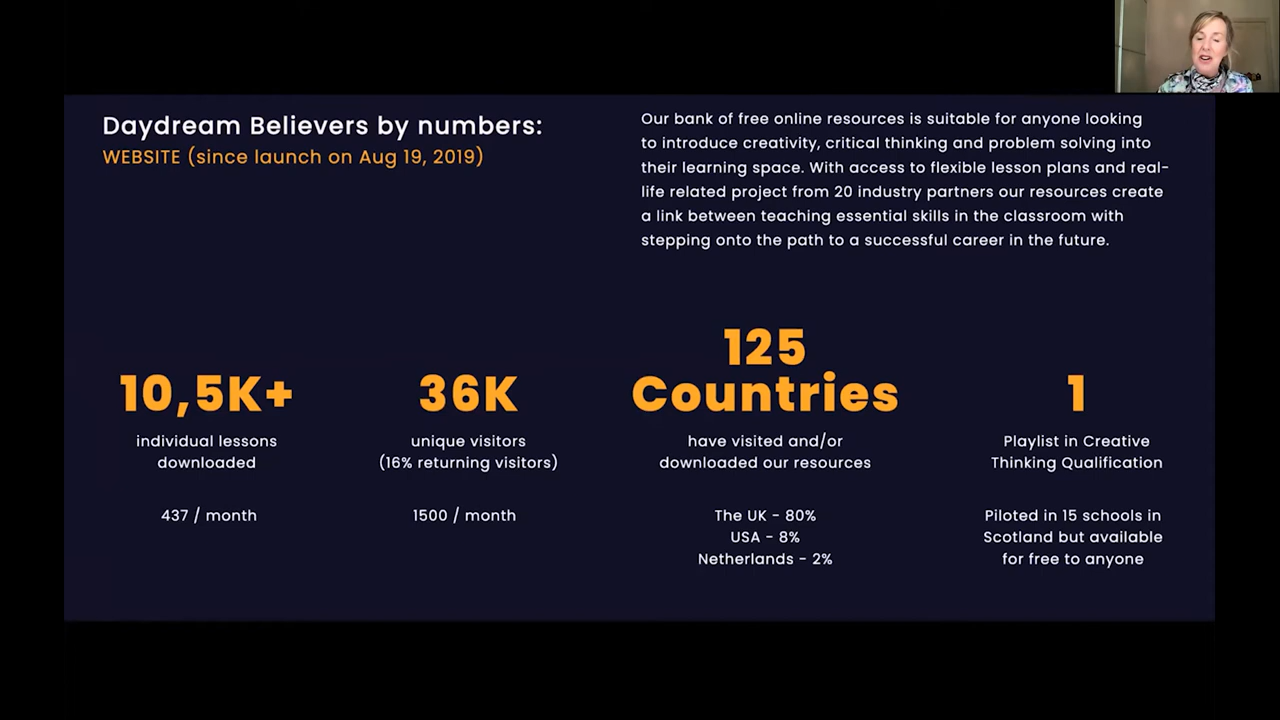 Daydream Believers by numbers:
WEBSITE (since launch on Aug 19, 2019)
Our bank of free online resources is suitable for anyone looking
to introduce creativity, critical thinking and problem solving into
their learning space. With access to flexible lesson plans and real-
life related project from 20 industry partners our resources create
a link between teaching essential skills in the classroom with
stepping onto the path to a successful career in the future.
10,5K+
individual lessons
downloaded
437 / month
36K
unique visitors
(16% returning visitors)
1500 / month
125
Countries
have visited and/or
downloaded our resources
The UK - 80%
USA - 8%
Netherlands - 2%
1
Playlist in Creative
Thinking Qualification
Piloted in 15 schools in
Scotland but available
for free to anyone